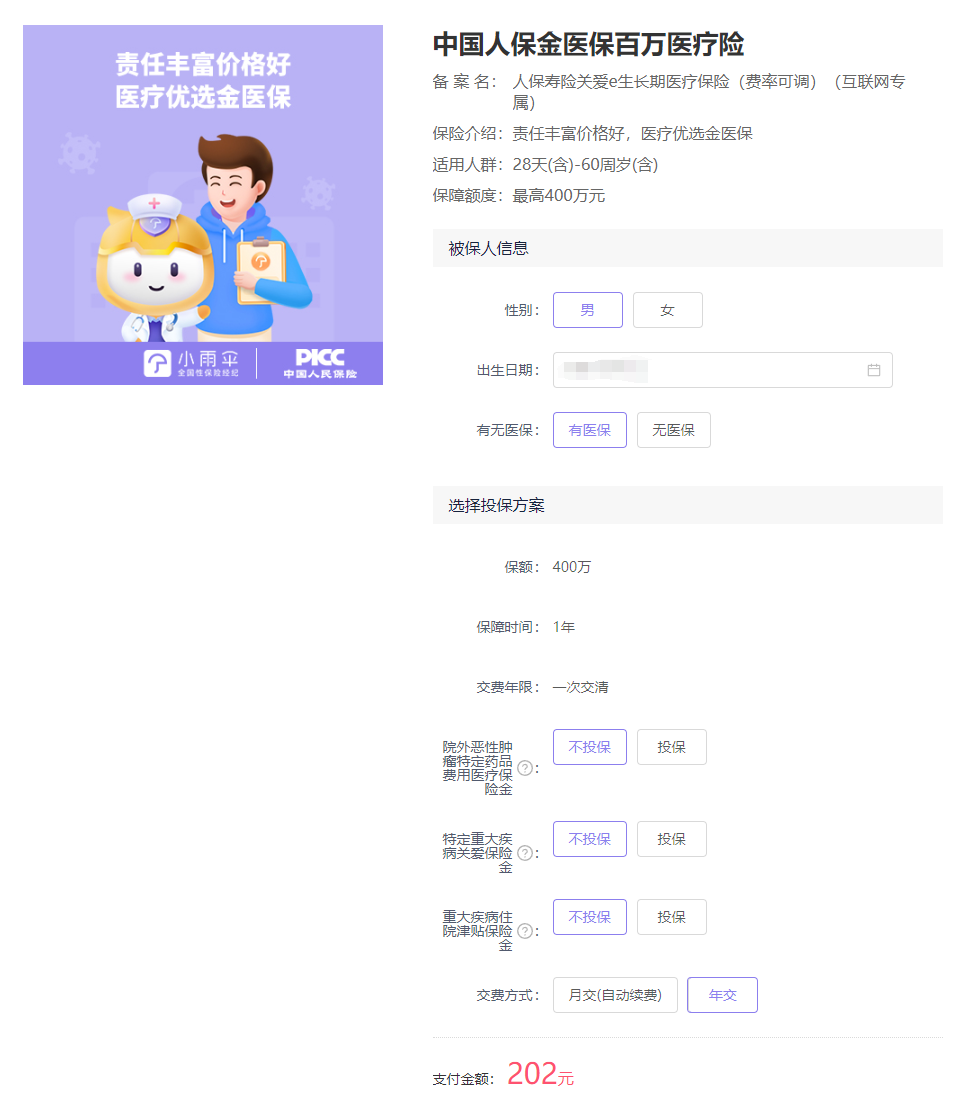 责任丰富价格好
医疗优选金医保
小雨伞
全国性保险经纪
PICC
中国人民保险
中国人保金医保百万医疗险
备 案 名： 人保寿险关爱e生长期医疗保险（费率可调）（互联网专
属）
保险介绍： 责任丰富价格好，医疗优选金医保
适用人群： 28天(含)-60周岁(含)
保障额度： 最高400万元
被保人信息
性别： 男 女
出生日期：
有无医保： 有医保 无医保
选择投保方案
保额： 400万
保障时间： 1年
交费年限： 一次交清
院外恶性肿
瘤特定药品
费用医疗保
险金
?： 不投保 投保
特定重大疾
病关爱保险
金
?： 不投保 投保
重大疾病住
院津贴保险
金
?： 不投保 投保
交费方式： 月交(自动续费) 年交
支付金额： 202元